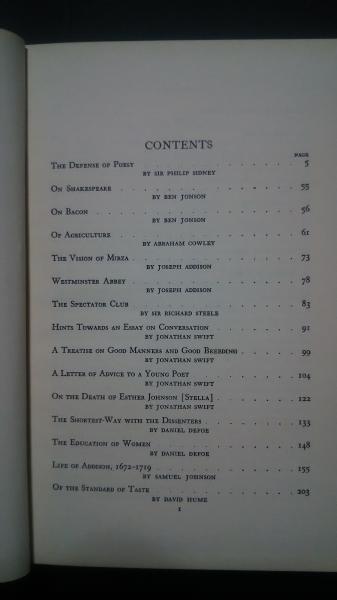 CONTENTS
PAGE
The Defense of Poesy . . . . . . . . . . 5
BY SIR PHILIP SIDNEY
On Shakespeare . . . . . . . . . . 55
BY BEN JONSON
On Bacon . . . . . . . . . . 56
BY BEN JONSON
Of Agriculture . . . . . . . . . . 61
BY ABRAHAM COWLEY
The Vision of Mirza . . . . . . . . . . 73
BY JOSEPH ADDISON
Westminster Abbey . . . . . . . . . . 78
BY JOSEPH ADDISON
The Spectator Club . . . . . . . . . . 83
BY SIR RICHARD STEELE
Hints Towards an Essay on Conversation . . . . . . 91
BY JONATHAN SWIFT
A Treatise on Good Manners and Good Breeding . . . . . 99
BY JONATHAN SWIFT
A Letter of Advice to a Young Poet . . . . . . . 104
BY JONATHAN SWIFT
On the Death of Esther Johnson [Stella] . . . . . . 122
BY JONATHAN SWIFT
The Shortest-Way with the Dissenters . . . . . . 133
BY DANIEL DEFOE
The Education of Women . . . . . . . . . 148
BY DANIEL DEFOE
Life of Addison, 1672-1719 . . . . . . . . 155
BY SAMUEL JOHNSON
Of the Standard of Taste . . . . . . . . 203
BY DAVID HUME
1